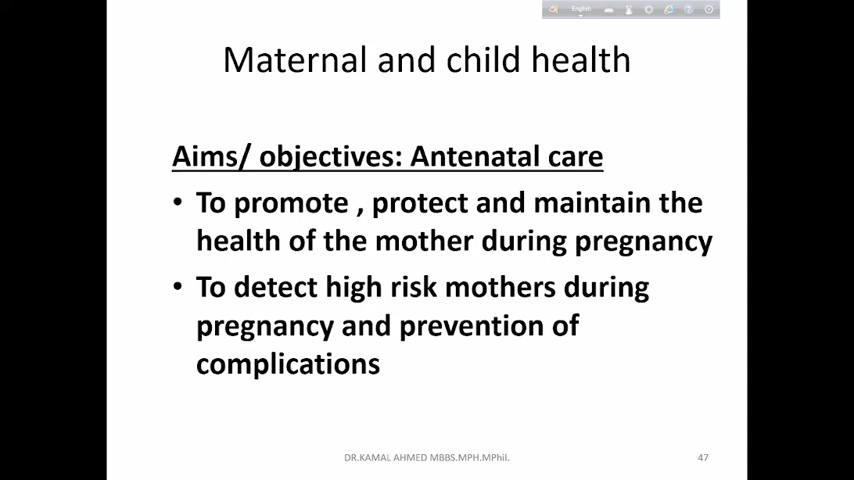 English
Maternal and child health
Aims/ objectives: Antenatal care
• To promote , protect and maintain the
health of the mother during pregnancy
• To detect high risk mothers during
pregnancy and prevention of
complications
DR.KAMAL AHMED MBBS.MPH.MPhil.
47